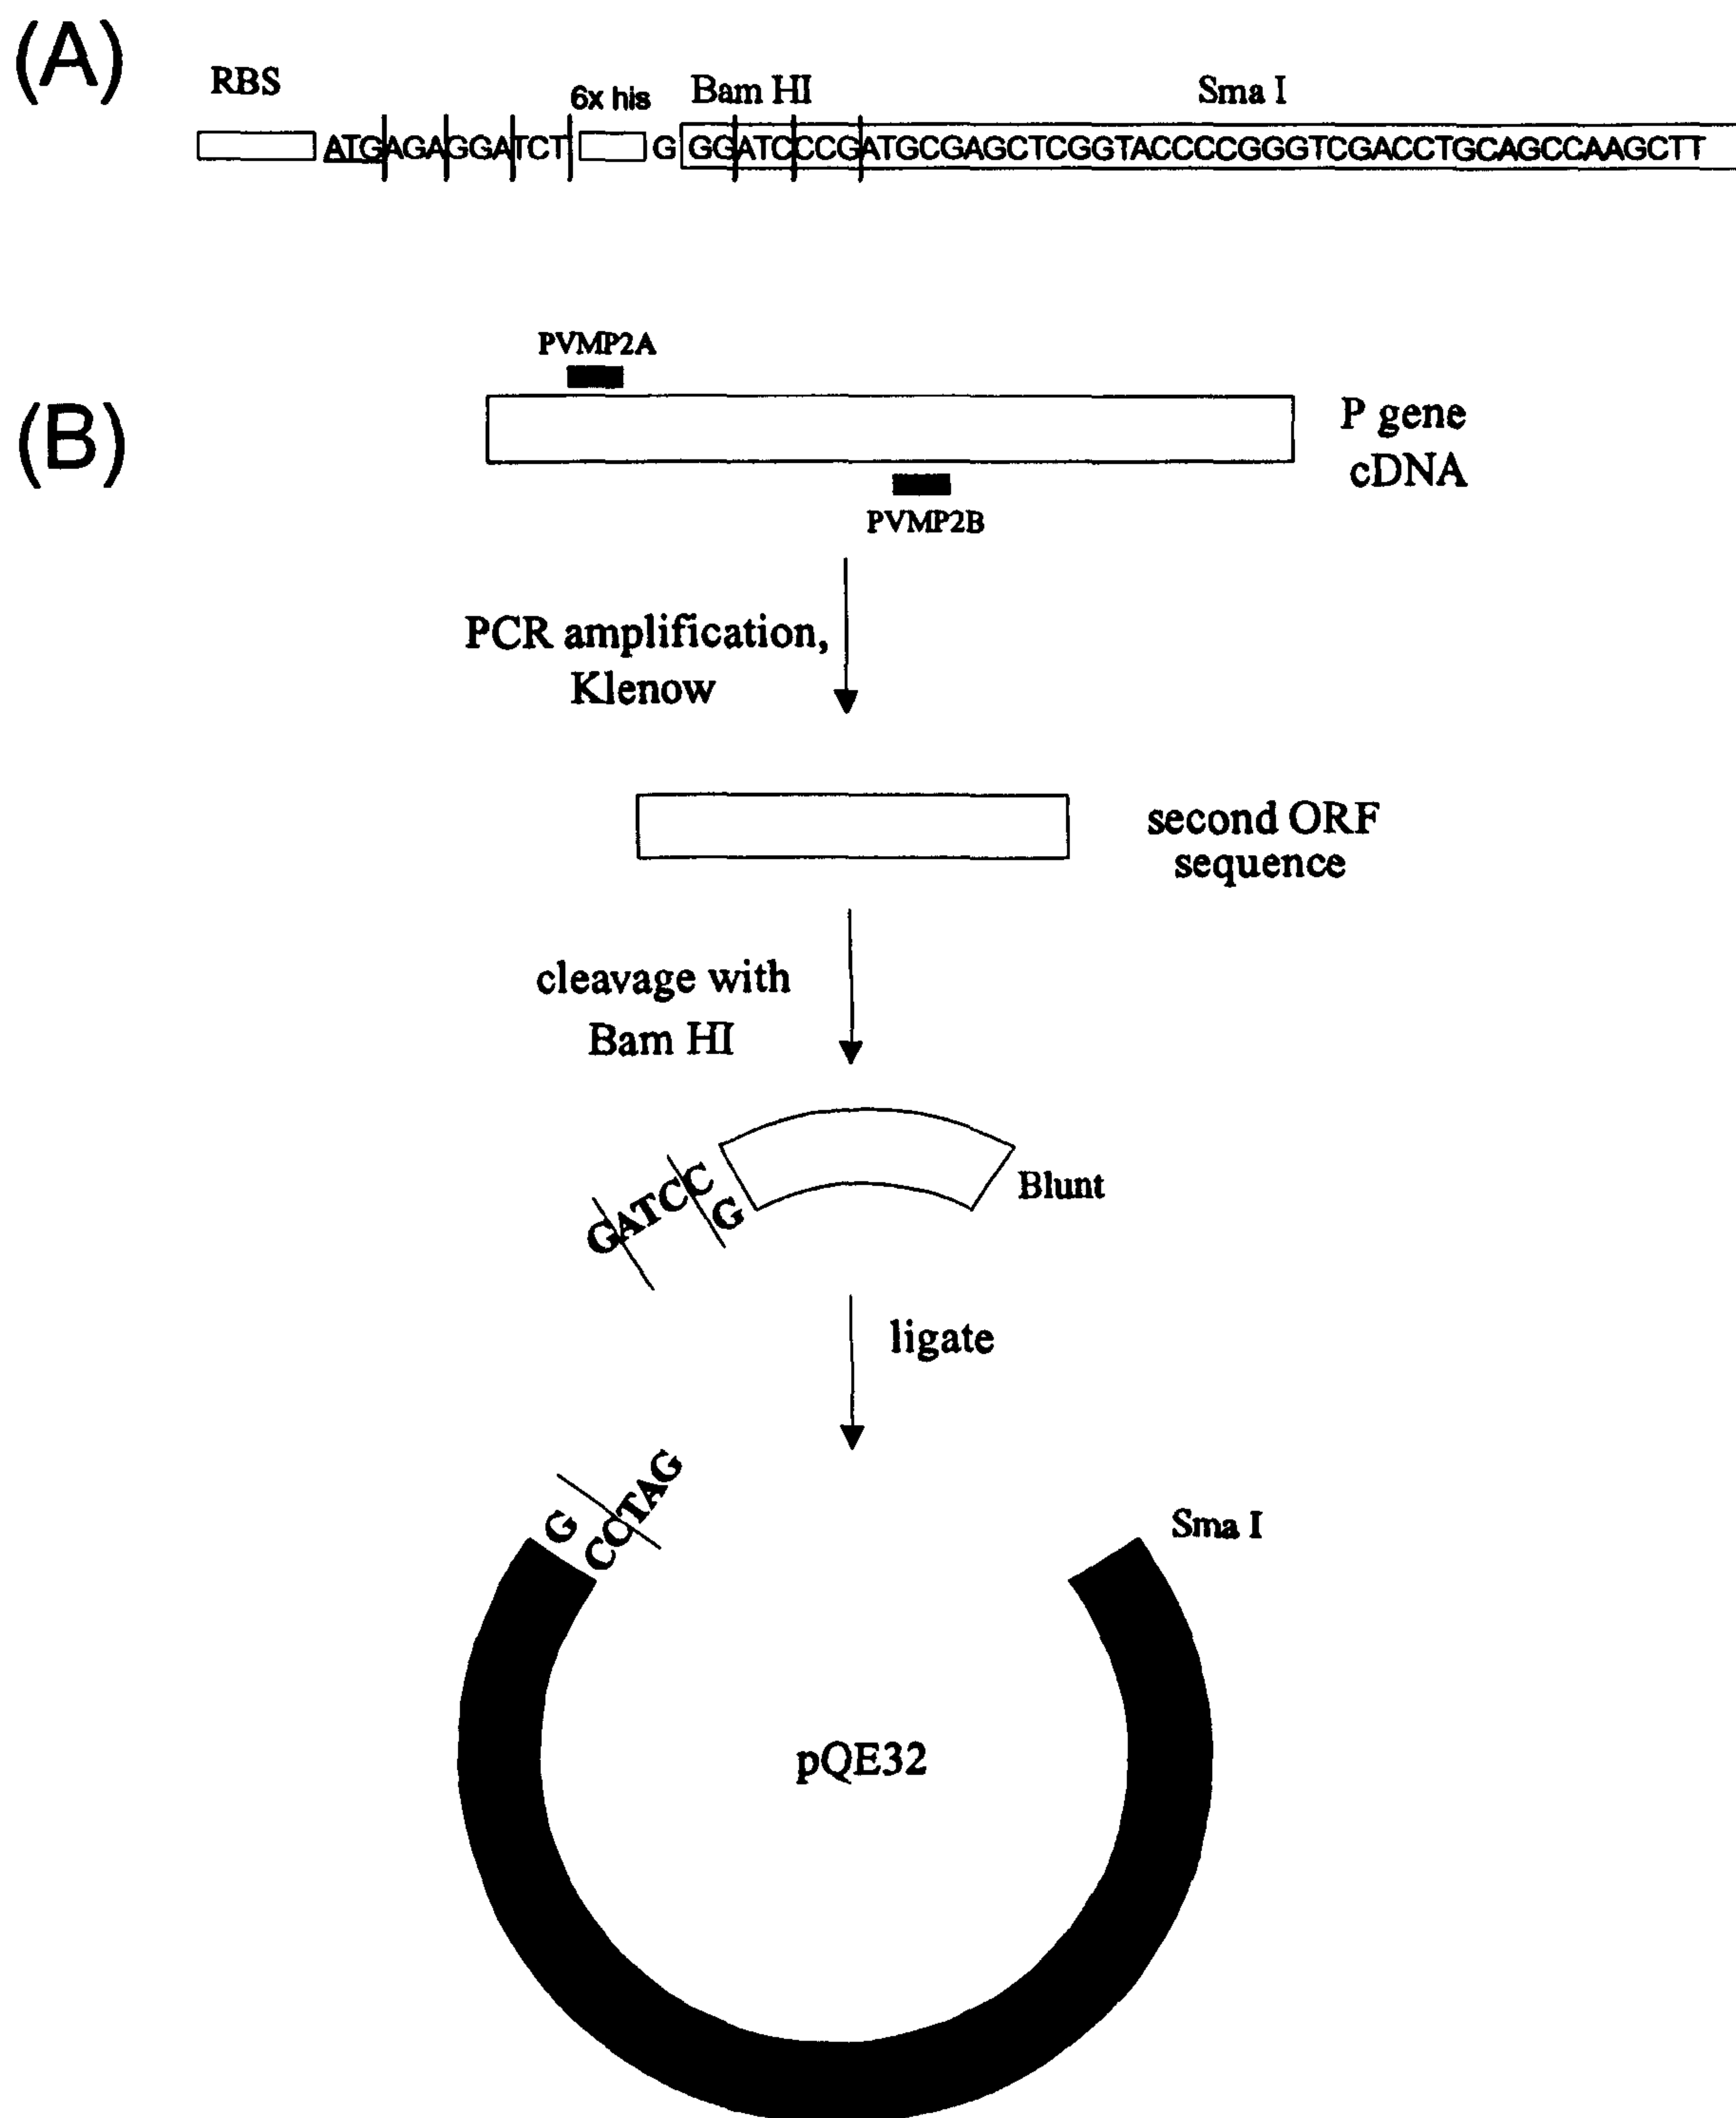 (A)
RBS
6x his
Bam HI
Sma I
ATGAGAGGATCT
G GGATCCCCGATGCGAGCTCGGTACCCCGGGTCGACCTGCAGCCAAGCTT
(B)
PVMP2A
P gene
cDNA
PVMP2B
PCR amplification,
Klenow
second ORF
sequence
cleavage with
Bam HI
GATCC
G
Blunt
ligate
G
CCTAG
Sma I
pQE32